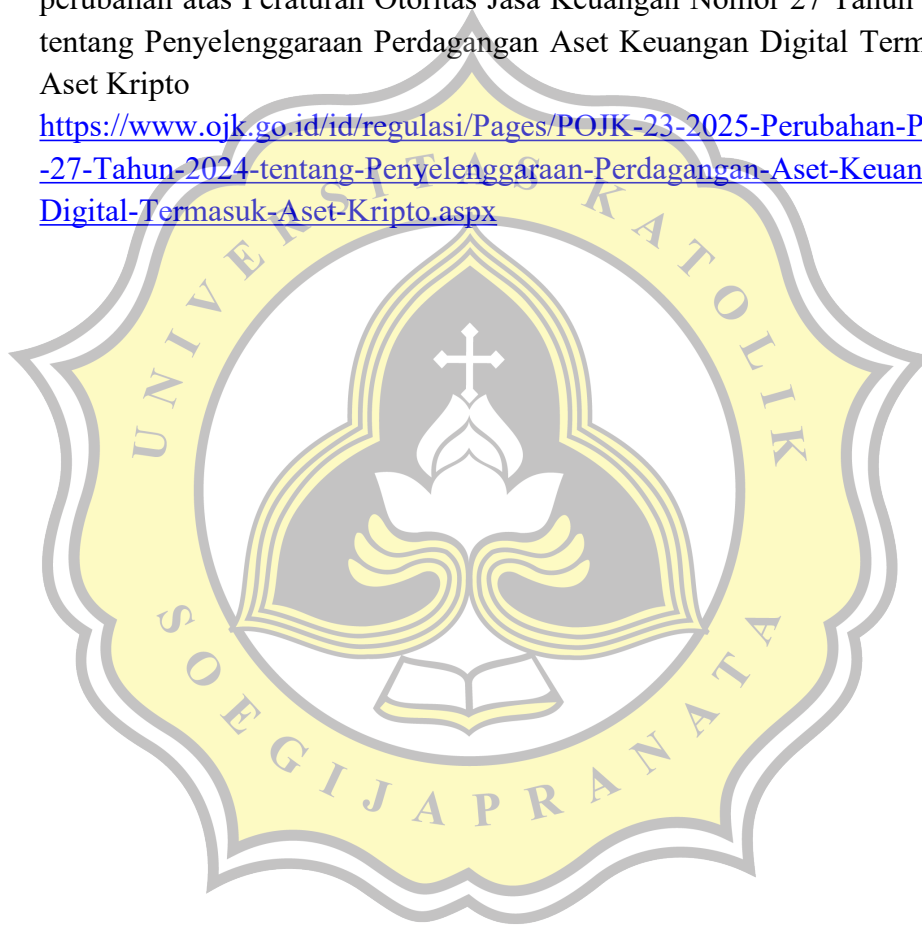 perubahan atas Peraturan Otoritas Jasa Keuangan Nomor 27 Tahun
tentang Penyelenggaraan Perdagangan Aset Keuangan Digital Term
Aset Kripto
https://www.ojk.go.id/id/regulasi/Pages/POJK-23-2025-Perubahan-P
-27-Tahun-2024-tentang-Penyelenggaraan-Perdagangan-Aset-Keuan
Digital-Termasuk-Aset-Kripto.aspx
UNIVERSITAS KATOLIK
SOEGIJAPRANATA